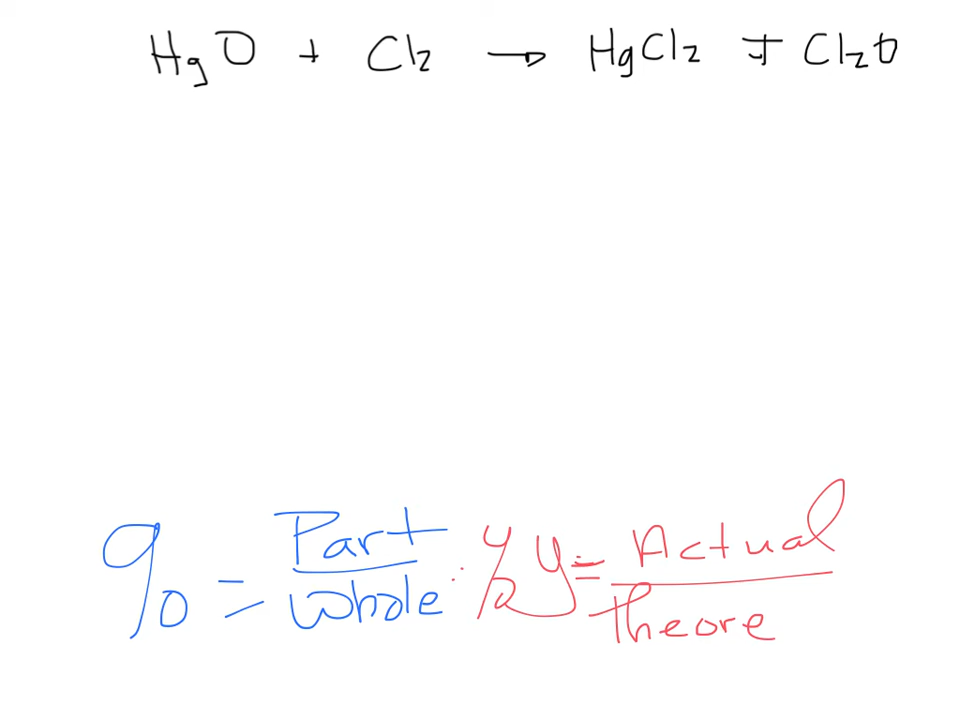 HgO + Cl2 → HgCl2 + Cl2O
% = Part / Whole ∴ % y = Actual / Theore